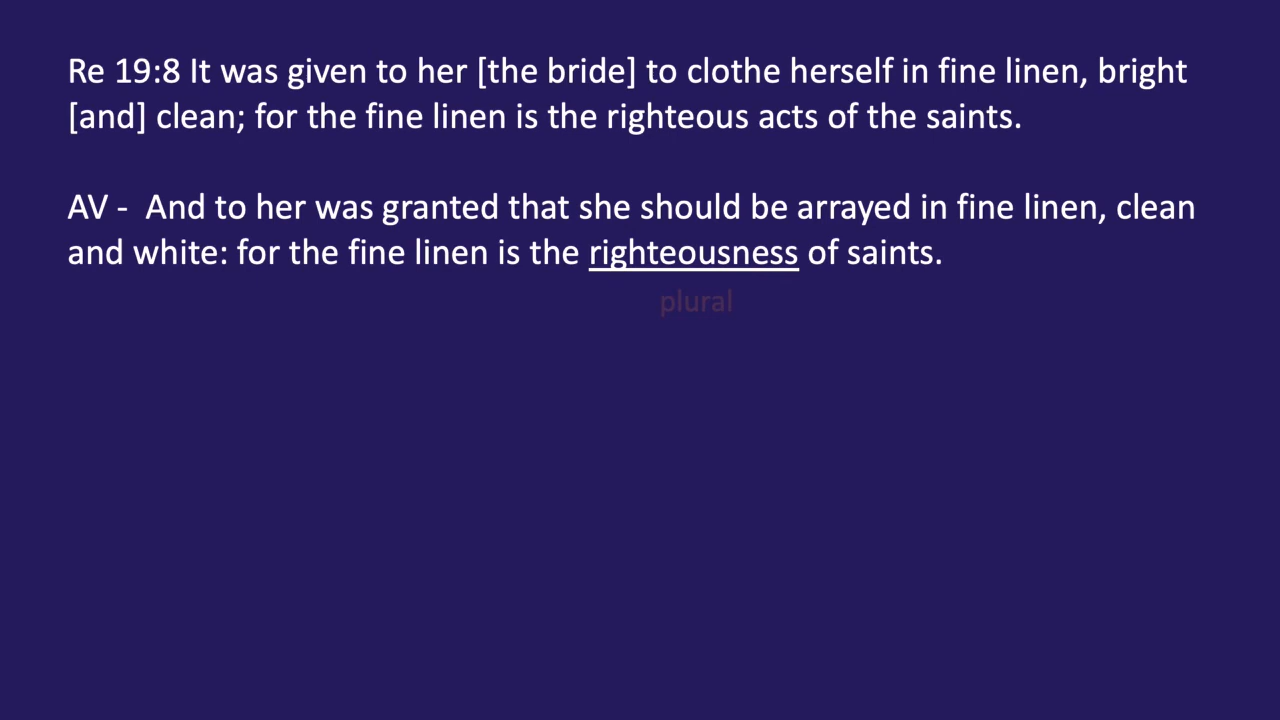 Re 19:8 It was given to her [the bride] to clothe herself in fine linen, bright
[and] clean; for the fine linen is the righteous acts of the saints.
AV -  And to her was granted that she should be arrayed in fine linen, clean
and white: for the fine linen is the righteousness of saints.
plural